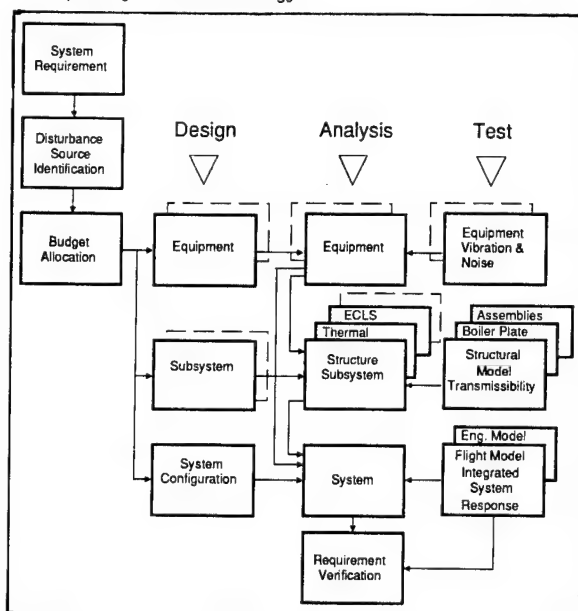 System
Requirement
Disturbance
Source
Identification
Budget
Allocation
Design
Analysis
Test
Equipment
Equipment
Equipment
Vibration &
Noise
Subsystem
ECLS
Thermal
Structure
Subsystem
Assemblies
Boiler Plate
Structural
Model
Transmissibility
System
Configuration
System
Eng. Model
Flight Model
Integrated
System
Response
Requirement
Verification